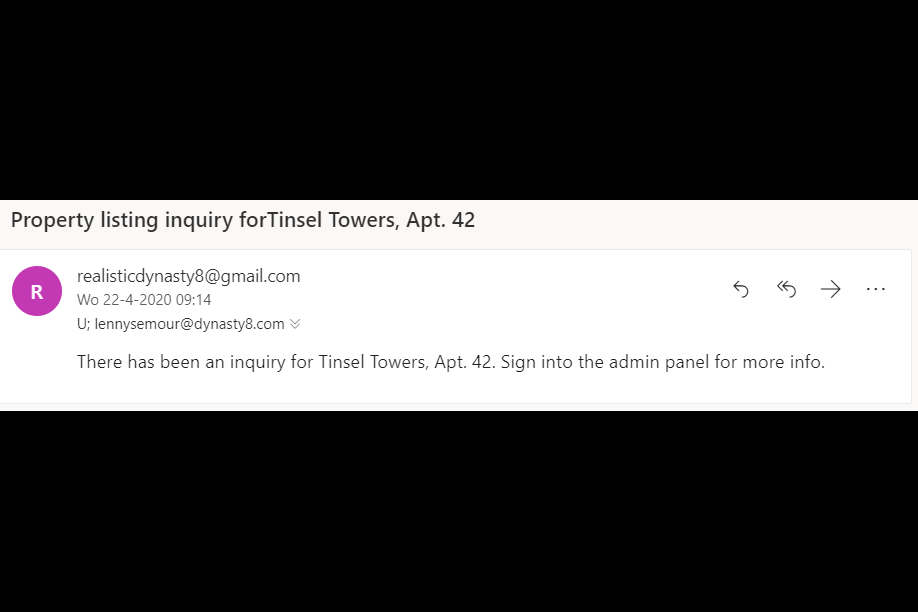 Property listing inquiry forTinsel Towers, Apt. 42
R
realisticdynasty8@gmail.com
Wo 22-4-2020 09:14
U; lennysemour@dynasty8.com
There has been an inquiry for Tinsel Towers, Apt. 42. Sign into the admin panel for more info.